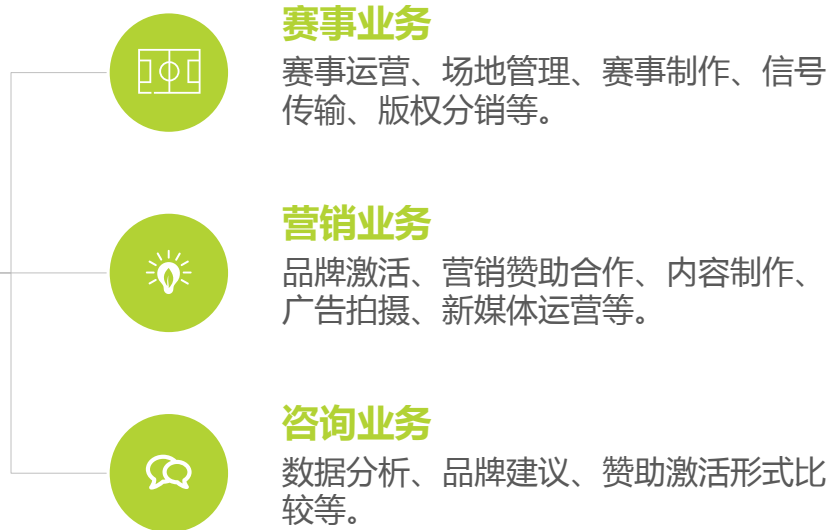 赛事业务
赛事运营、场地管理、赛事制作、信号
传输、版权分销等。
营销业务
品牌激活、营销赞助合作、内容制作、
广告拍摄、新媒体运营等。
咨询业务
数据分析、品牌建议、赞助激活形式比
较等。